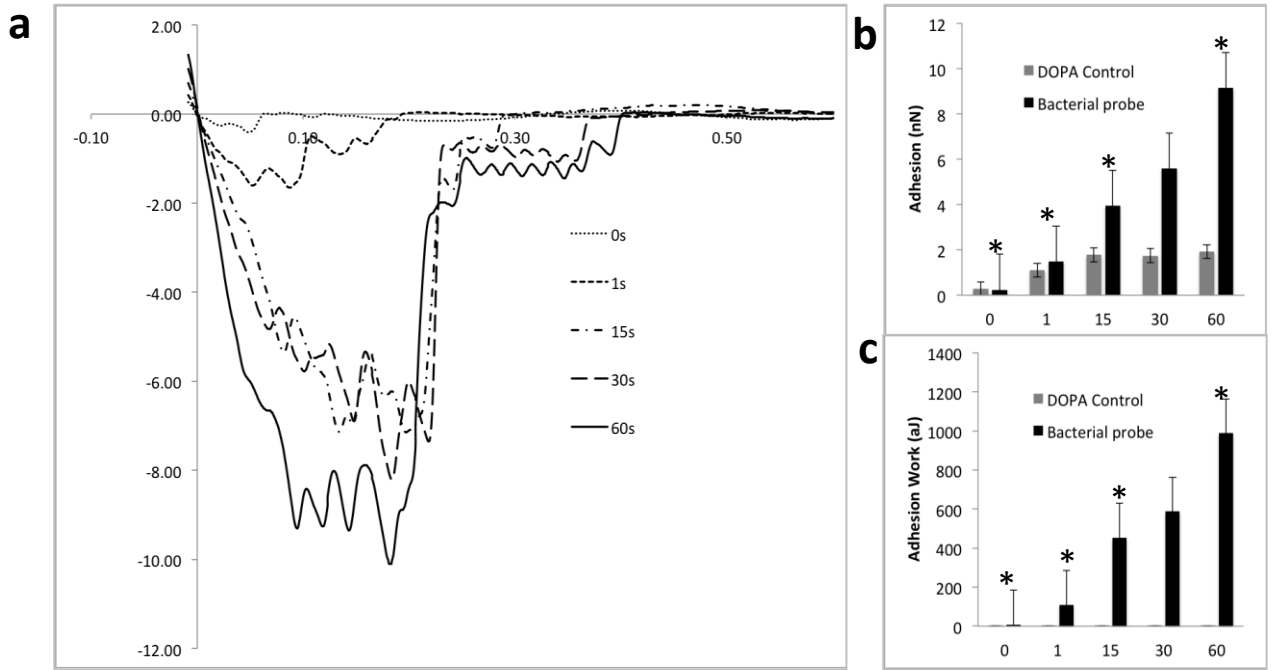 a
2.00
0.00
-2.00
-4.00
-6.00
-8.00
-10.00
-12.00
-0.10
0.10
0.30
0.50
0s
1s
15s
30s
60s
b
Adhesion (nN)
12
10
8
6
4
2
0
DOPA Control
Bacterial probe
* * * *
0 1 15 30 60
c
Adhesion Work (aJ)
1400
1200
1000
800
600
400
200
0
DOPA Control
Bacterial probe
* * * *
0 1 15 30 60